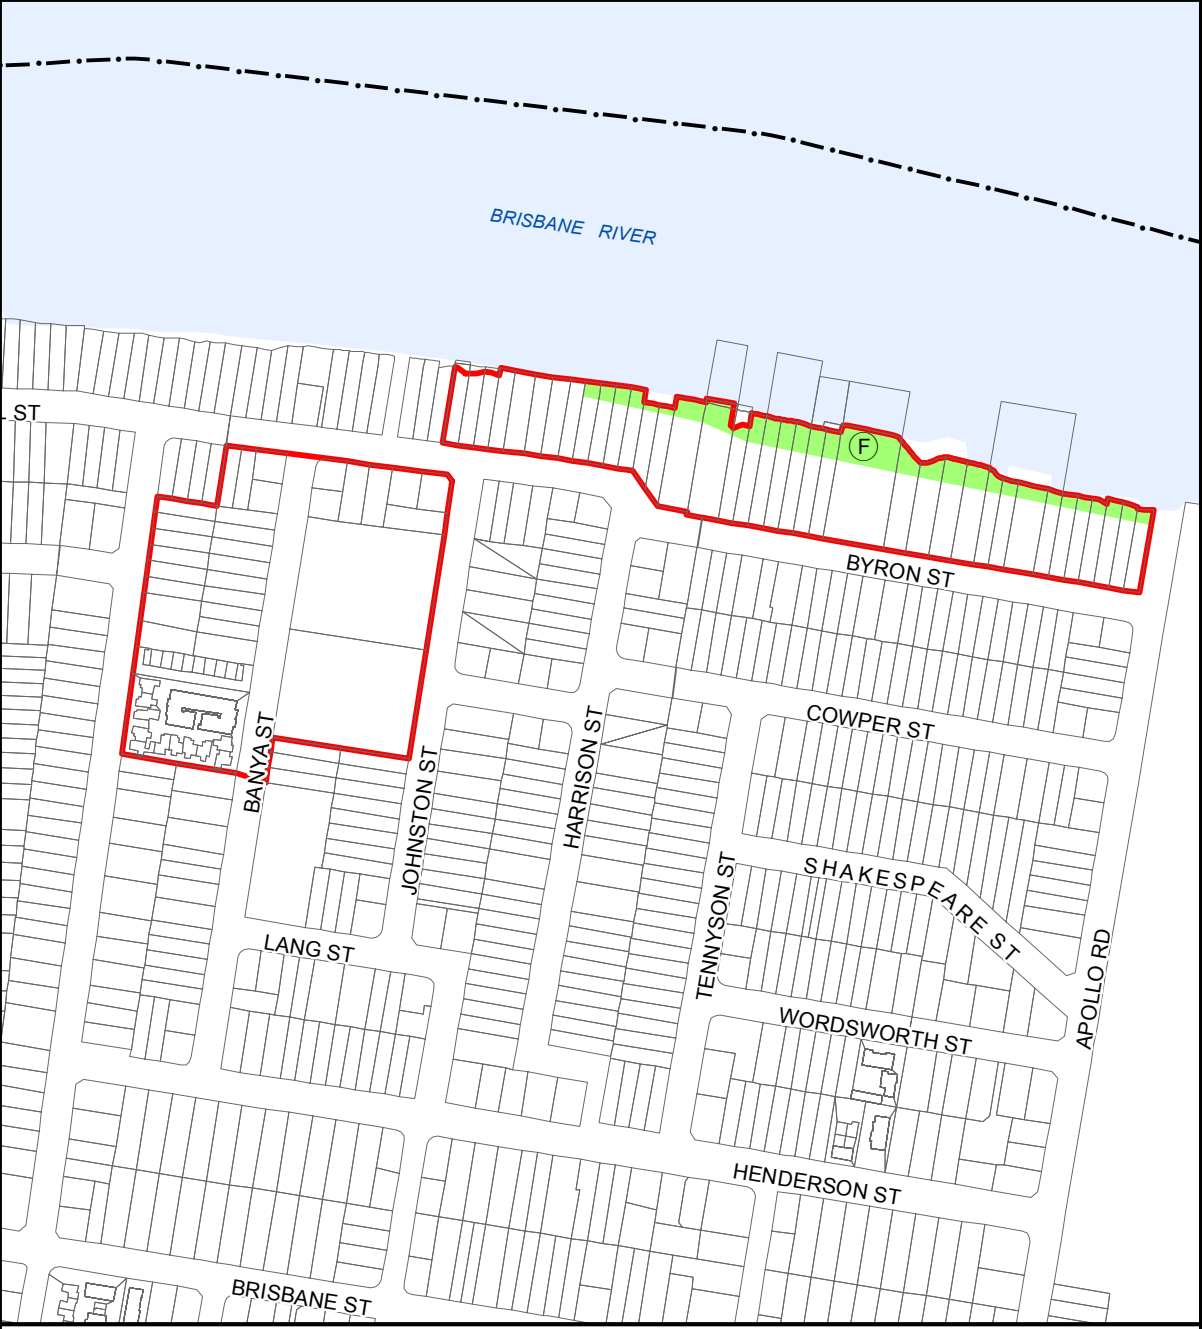 BRISBANE RIVER
ST
F
BYRON ST
COWPER ST
BANYA ST
HARRISON ST
JOHNSTON ST
SHAKESPEARE ST
TENNYSON ST
LANG ST
APOLLO RD
WORDSWORTH ST
HENDERSON ST
BRISBANE ST